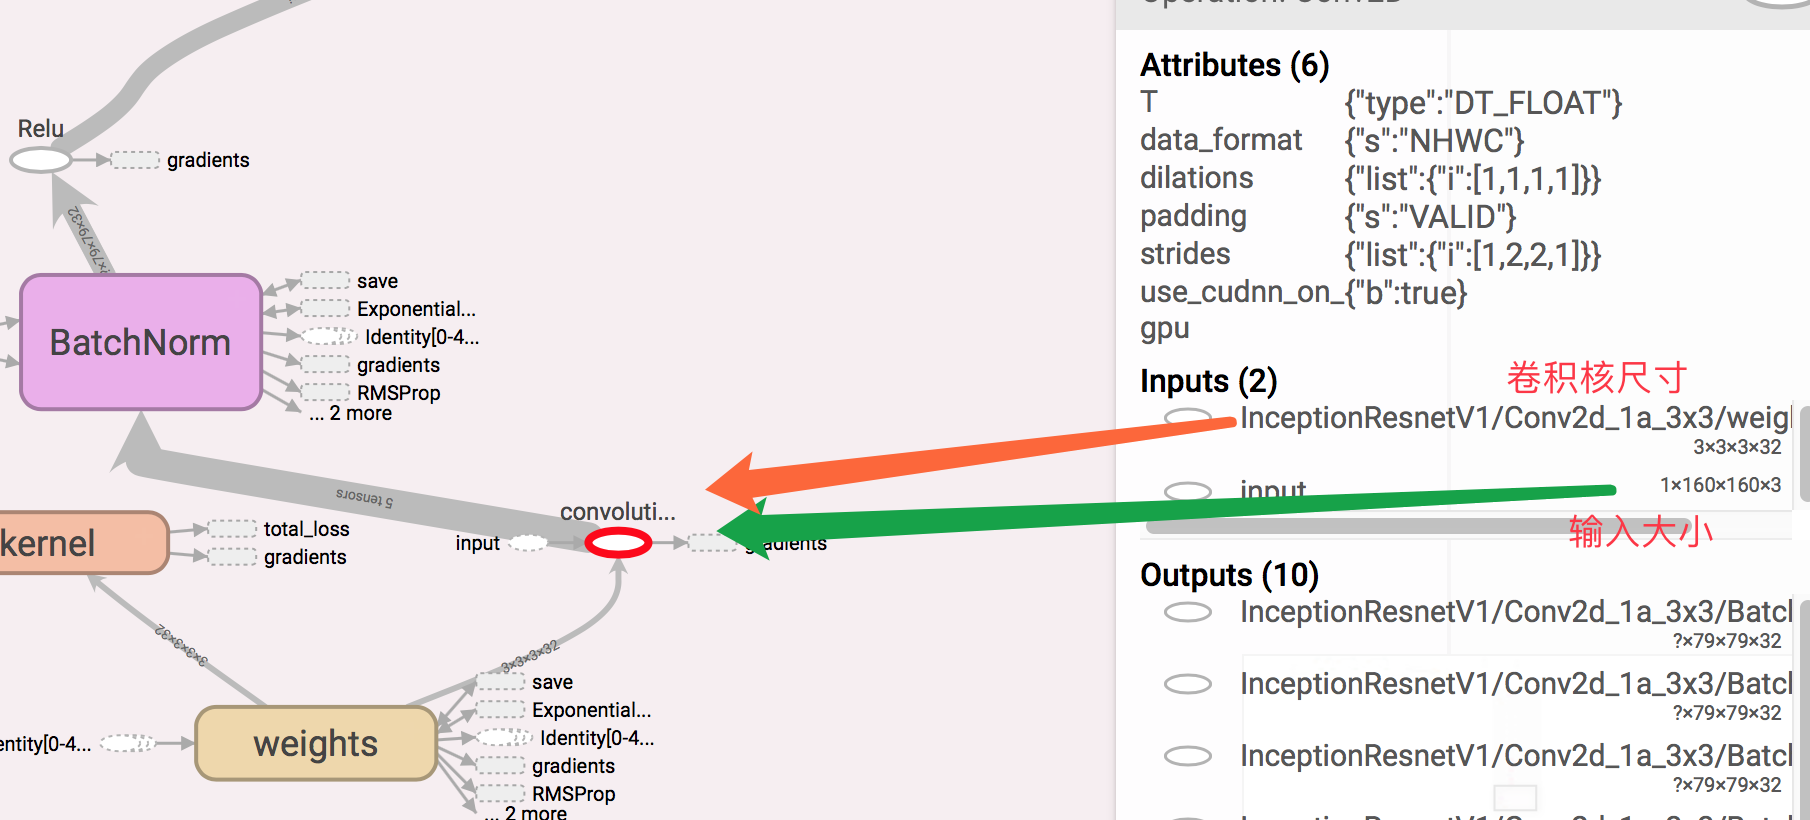 Operation: Conv2D
Attributes (6)
T {"type":"DT_FLOAT"}
data_format {"s":"NHWC"}
dilations {"list":{"i":[1,1,1,1]}}
padding {"s":"VALID"}
strides {"list":{"i":[1,2,2,1]}}
use_cudnn_on_gpu {"b":true}
Inputs (2)
卷积核尺寸
InceptionResnetV1/Conv2d_1a_3x3/weigh
3×3×3×32
input
1×160×160×3
输入大小
Outputs (10)
InceptionResnetV1/Conv2d_1a_3x3/Batcl
?×79×79×32
InceptionResnetV1/Conv2d_1a_3x3/Batcl
?×79×79×32
InceptionResnetV1/Conv2d_1a_3x3/Batcl
?×79×79×32
Relu
gradients
?×79×79×32
BatchNorm
save
Exponential...
Identity[0-4...
gradients
RMSProp
... 2 more
5 tensors
convoluti...
input
gradients
kernel
total_loss
gradients
3×3×3×32
3×3×3×32
entity[0-4...
weights
save
Exponential...
Identity[0-4...
gradients
RMSProp
... 2 more